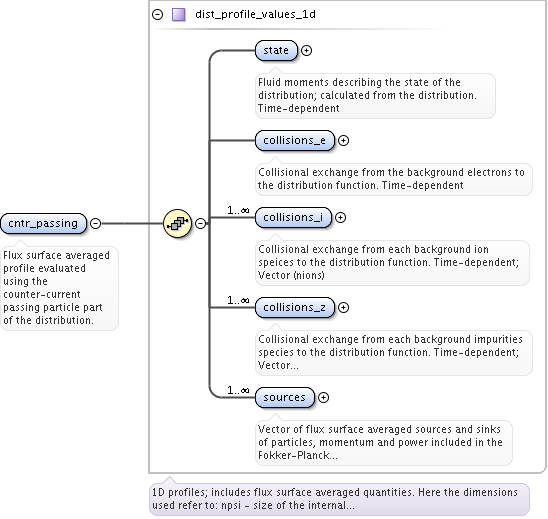 dist_profile_values_1d
state
Fluid moments describing the state of the
distribution; calculated from the distribution.
Time-dependent
collisions_e
Collisional exchange from the background electrons to
the distribution function. Time-dependent
1..∞
collisions_i
Collisional exchange from each background ion
speices to the distribution function. Time-dependent;
Vector (nions)
cntr_passing
Flux surface averaged
profile evaluated
using the
counter-current
passing particle part
of the distribution.
1..∞
collisions_z
Collisional exchange from each background impurities
species to the distribution function. Time-dependent;
Vector...
1..∞
sources
Vector of flux surface averaged sources and sinks
of particles, momentum and power included in the
Fokker-Planck...
1D profiles; includes flux surface averaged quantities. Here the dimensions
used refer to: npsi - size of the internal...